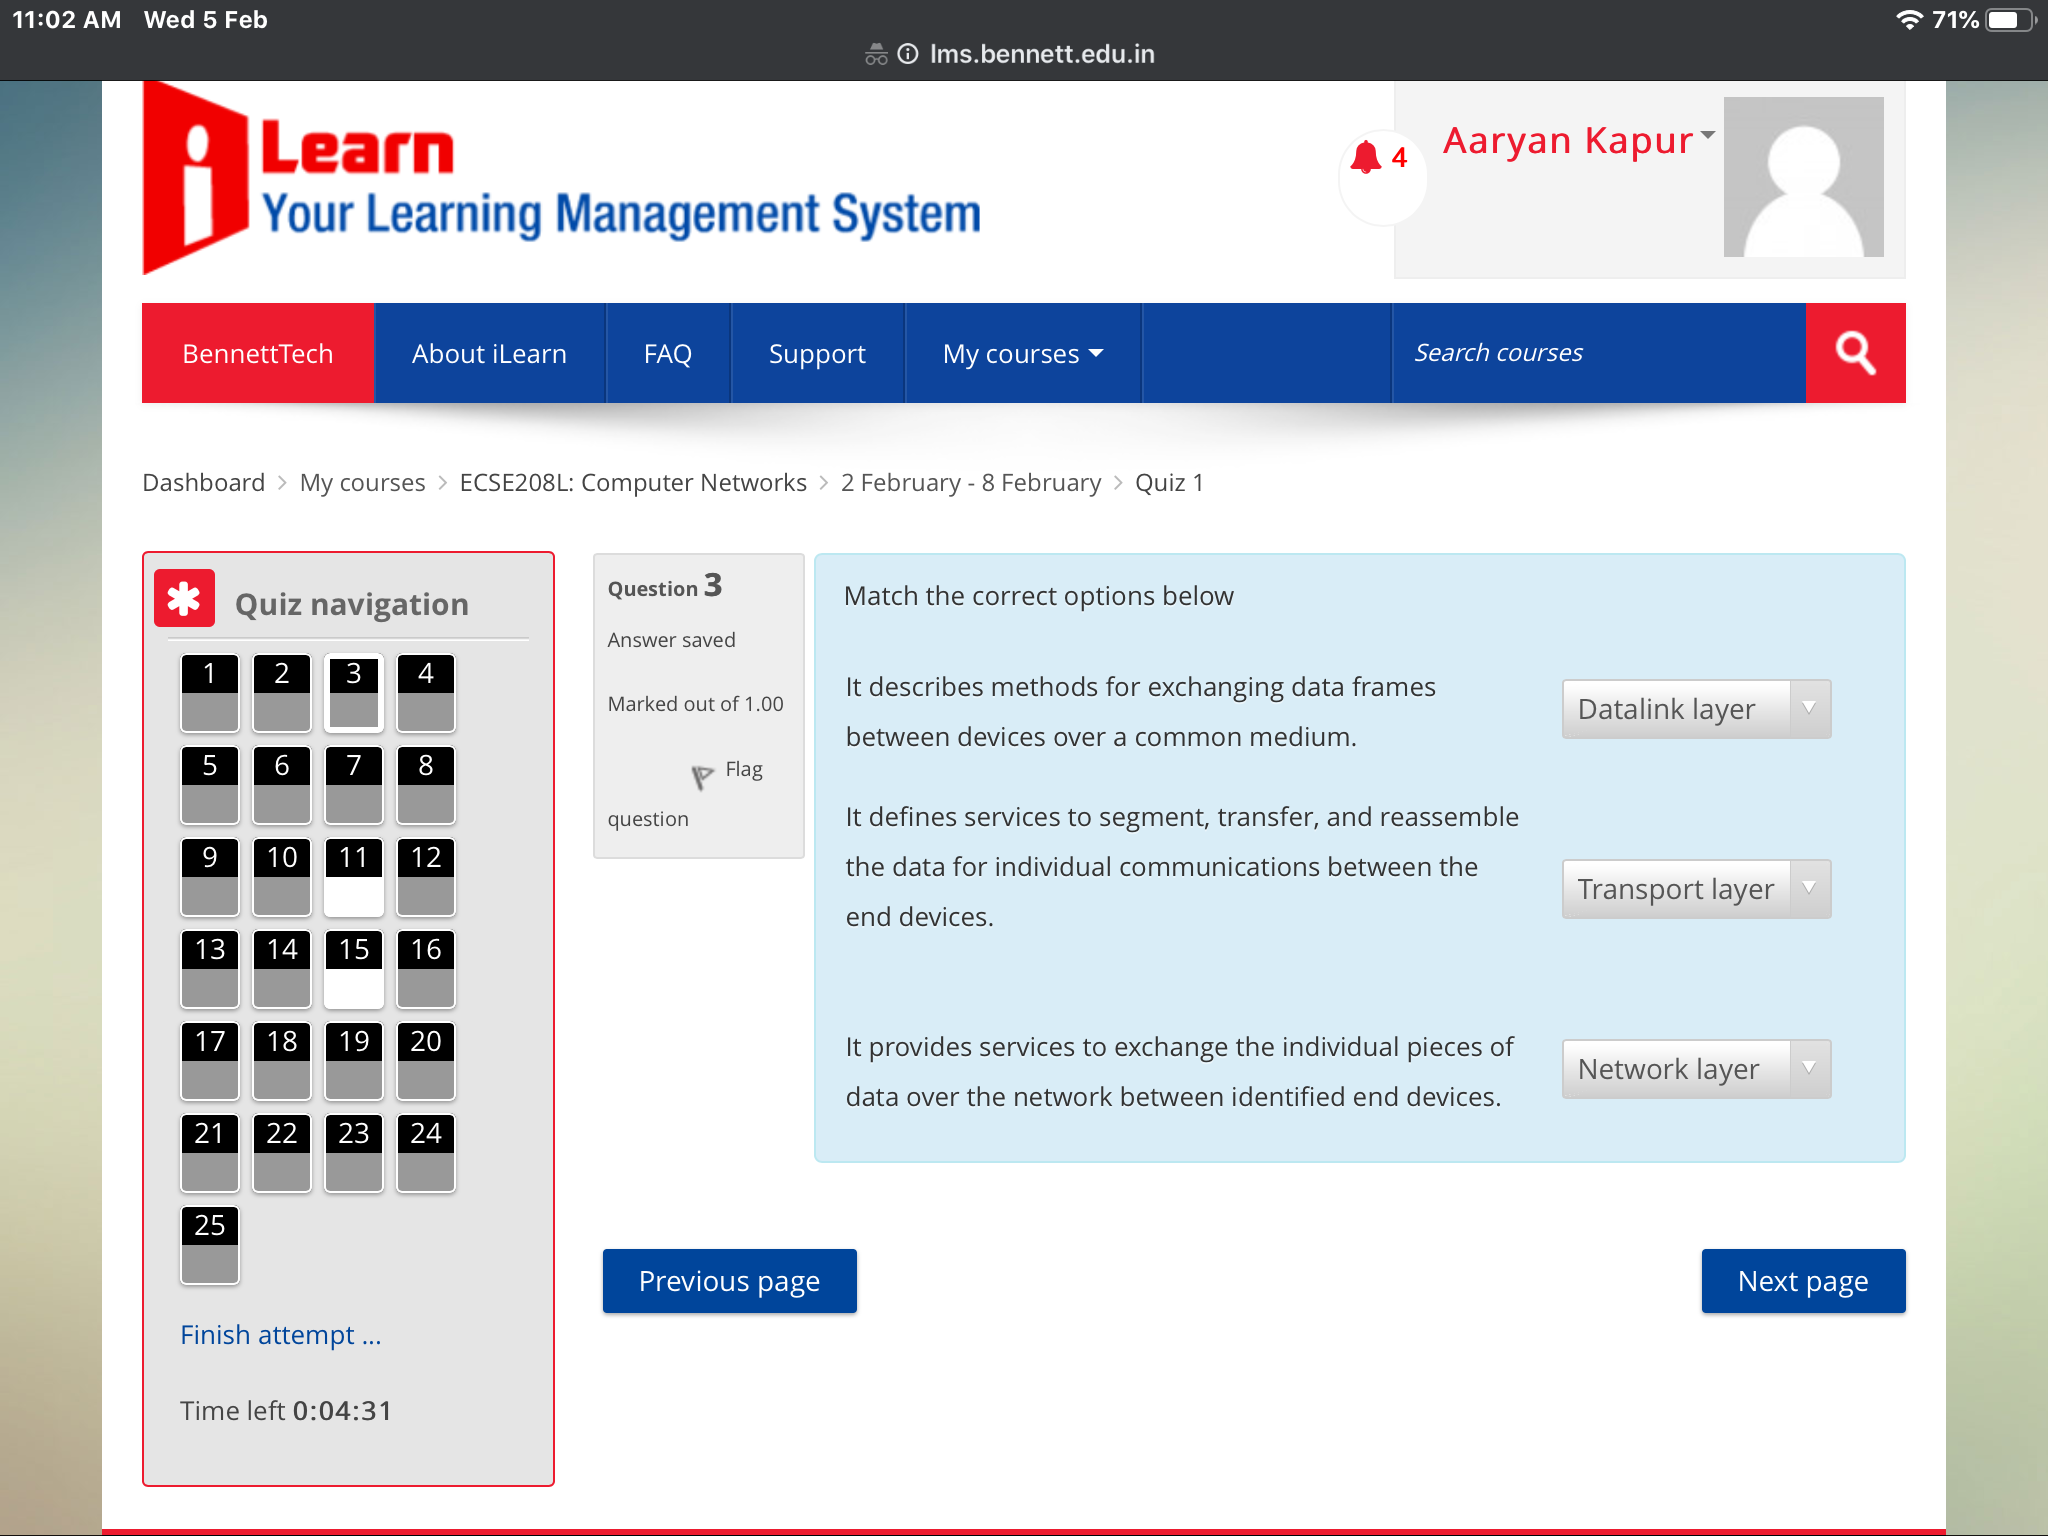 11:02 AM Wed 5 Feb
71%
lms.bennett.edu.in
i Learn
Your Learning Management System
4
Aaryan Kapur
BennettTech About iLearn FAQ Support My courses Search courses
Dashboard > My courses > ECSE208L: Computer Networks > 2 February - 8 February > Quiz 1
Quiz navigation
1 2 3 4
5 6 7 8
9 10 11 12
13 14 15 16
17 18 19 20
21 22 23 24
25
Finish attempt ...
Time left 0:04:31
Question 3
Answer saved
Marked out of 1.00
Flag
question
Match the correct options below
It describes methods for exchanging data frames
between devices over a common medium.
Datalink layer
It defines services to segment, transfer, and reassemble
the data for individual communications between the
end devices.
Transport layer
It provides services to exchange the individual pieces of
data over the network between identified end devices.
Network layer
Previous page
Next page